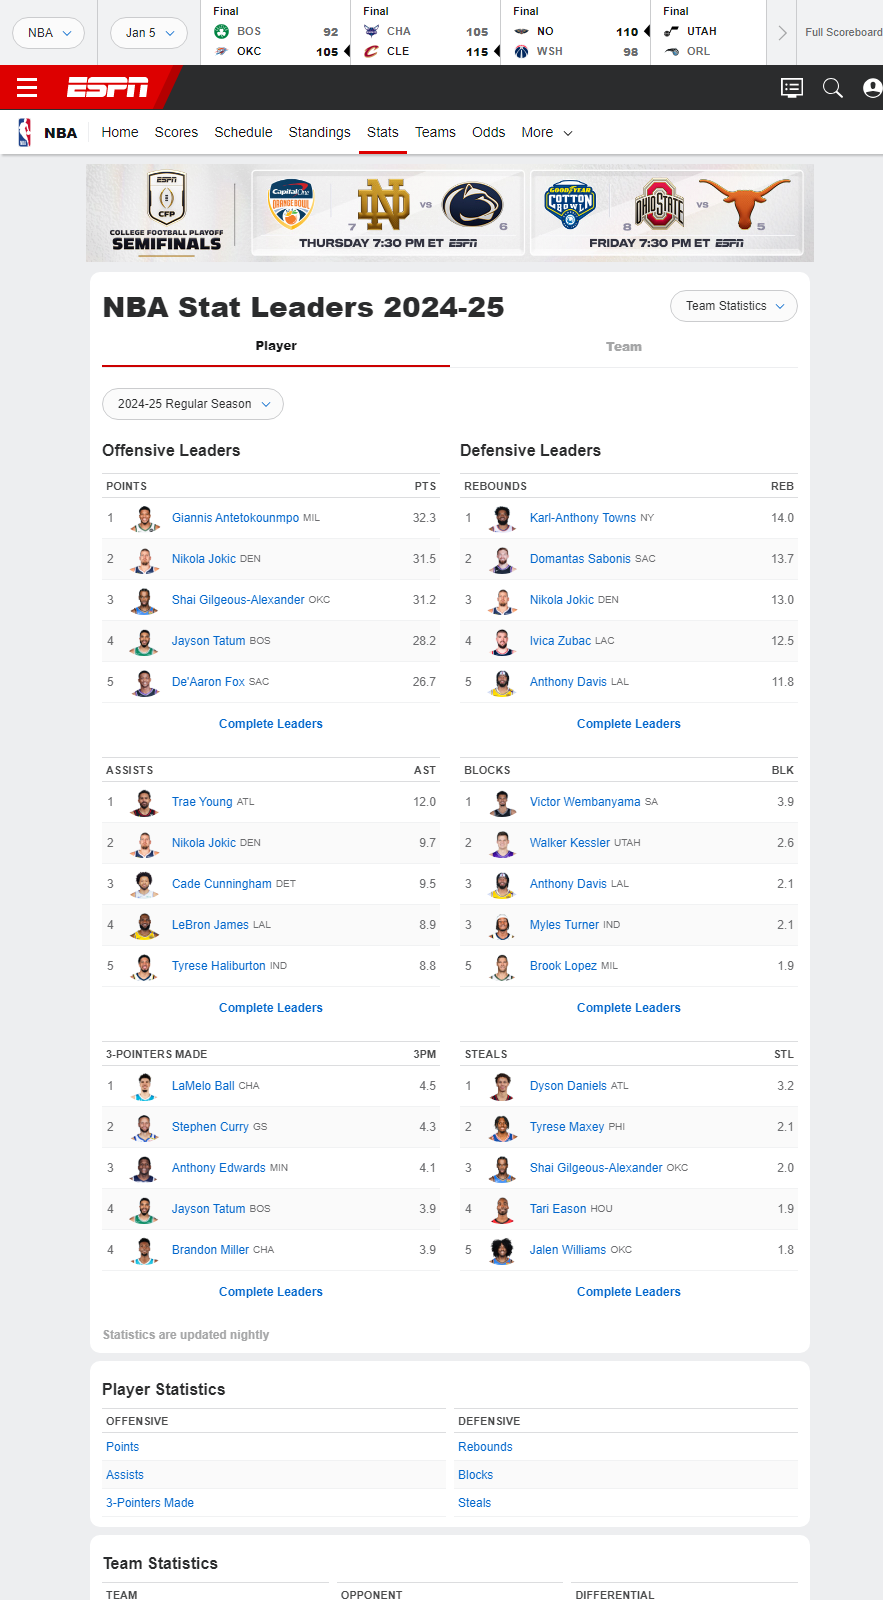 NBA
Jan 5
Final
BOS 92
OKC 105
Final
CHA 105
CLE 115
Final
NO 110
WSH 98
Final
UTAH
ORL
Full Scoreboard
ESPN
NBA
Home Scores Schedule Standings Stats Teams Odds More
ESPN
CFP
COLLEGE FOOTBALL PLAYOFF
SEMIFINALS
Capital One
ORANGE BOWL
7 VS 6
THURSDAY 7:30 PM ET ESPN
GOODYEAR
COTTON BOWL
OHIO STATE
8 VS 5
FRIDAY 7:30 PM ET ESPN
NBA Stat Leaders 2024-25
Team Statistics
Player Team
2024-25 Regular Season
Offensive Leaders
POINTS PTS
1 Giannis Antetokounmpo MIL 32.3
2 Nikola Jokic DEN 31.5
3 Shai Gilgeous-Alexander OKC 31.2
4 Jayson Tatum BOS 28.2
5 De'Aaron Fox SAC 26.7
Complete Leaders
ASSISTS AST
1 Trae Young ATL 12.0
2 Nikola Jokic DEN 9.7
3 Cade Cunningham DET 9.5
4 LeBron James LAL 8.9
5 Tyrese Haliburton IND 8.8
Complete Leaders
3-POINTERS MADE 3PM
1 LaMelo Ball CHA 4.5
2 Stephen Curry GS 4.3
3 Anthony Edwards MIN 4.1
4 Jayson Tatum BOS 3.9
4 Brandon Miller CHA 3.9
Complete Leaders
Defensive Leaders
REBOUNDS REB
1 Karl-Anthony Towns NY 14.0
2 Domantas Sabonis SAC 13.7
3 Nikola Jokic DEN 13.0
4 Ivica Zubac LAC 12.5
5 Anthony Davis LAL 11.8
Complete Leaders
BLOCKS BLK
1 Victor Wembanyama SA 3.9
2 Walker Kessler UTAH 2.6
3 Anthony Davis LAL 2.1
3 Myles Turner IND 2.1
5 Brook Lopez MIL 1.9
Complete Leaders
STEALS STL
1 Dyson Daniels ATL 3.2
2 Tyrese Maxey PHI 2.1
3 Shai Gilgeous-Alexander OKC 2.0
4 Tari Eason HOU 1.9
5 Jalen Williams OKC 1.8
Complete Leaders
Statistics are updated nightly
Player Statistics
OFFENSIVE
Points
Assists
3-Pointers Made
DEFENSIVE
Rebounds
Blocks
Steals
Team Statistics
TEAM OPPONENT DIFFERENTIAL